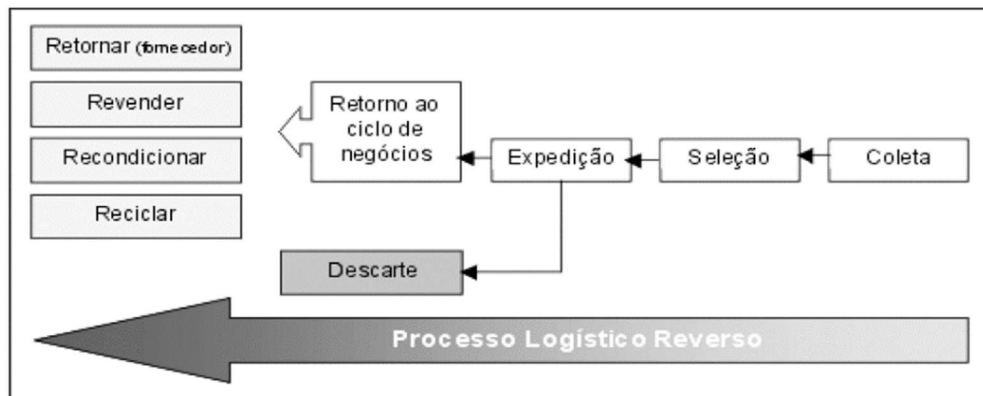 Retornar (fornecedor)
Revender
Recondicionar
Reciclar
Retorno ao
ciclo de
negócios
Expedição
Seleção
Coleta
Descarte
Processo Logístico Reverso